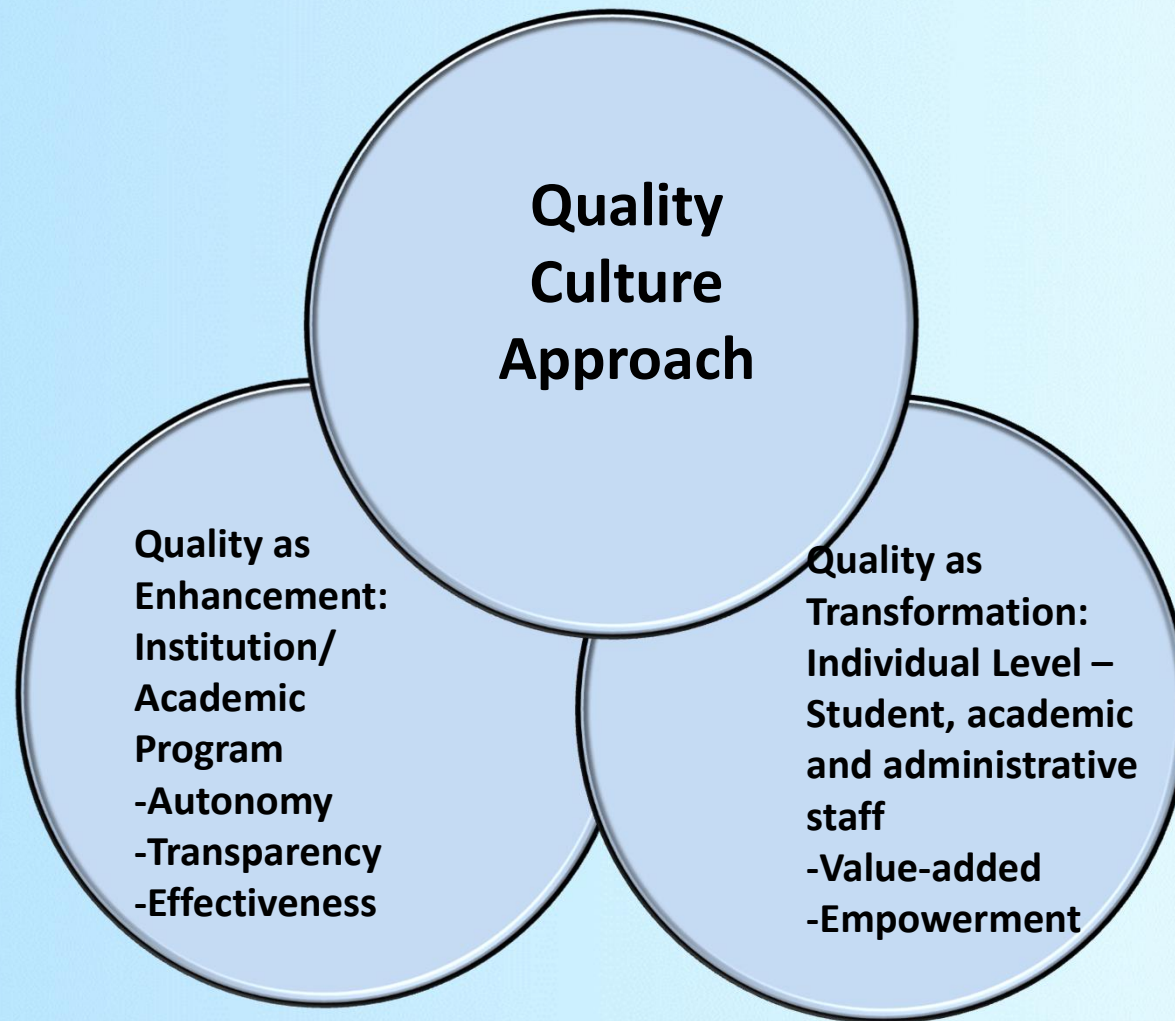 Quality
Culture
Approach
Quality as
Enhancement:
Institution/
Academic
Program
-Autonomy
-Transparency
-Effectiveness
Quality as
Transformation:
Individual Level –
Student, academic
and administrative
staff
-Value-added
-Empowerment